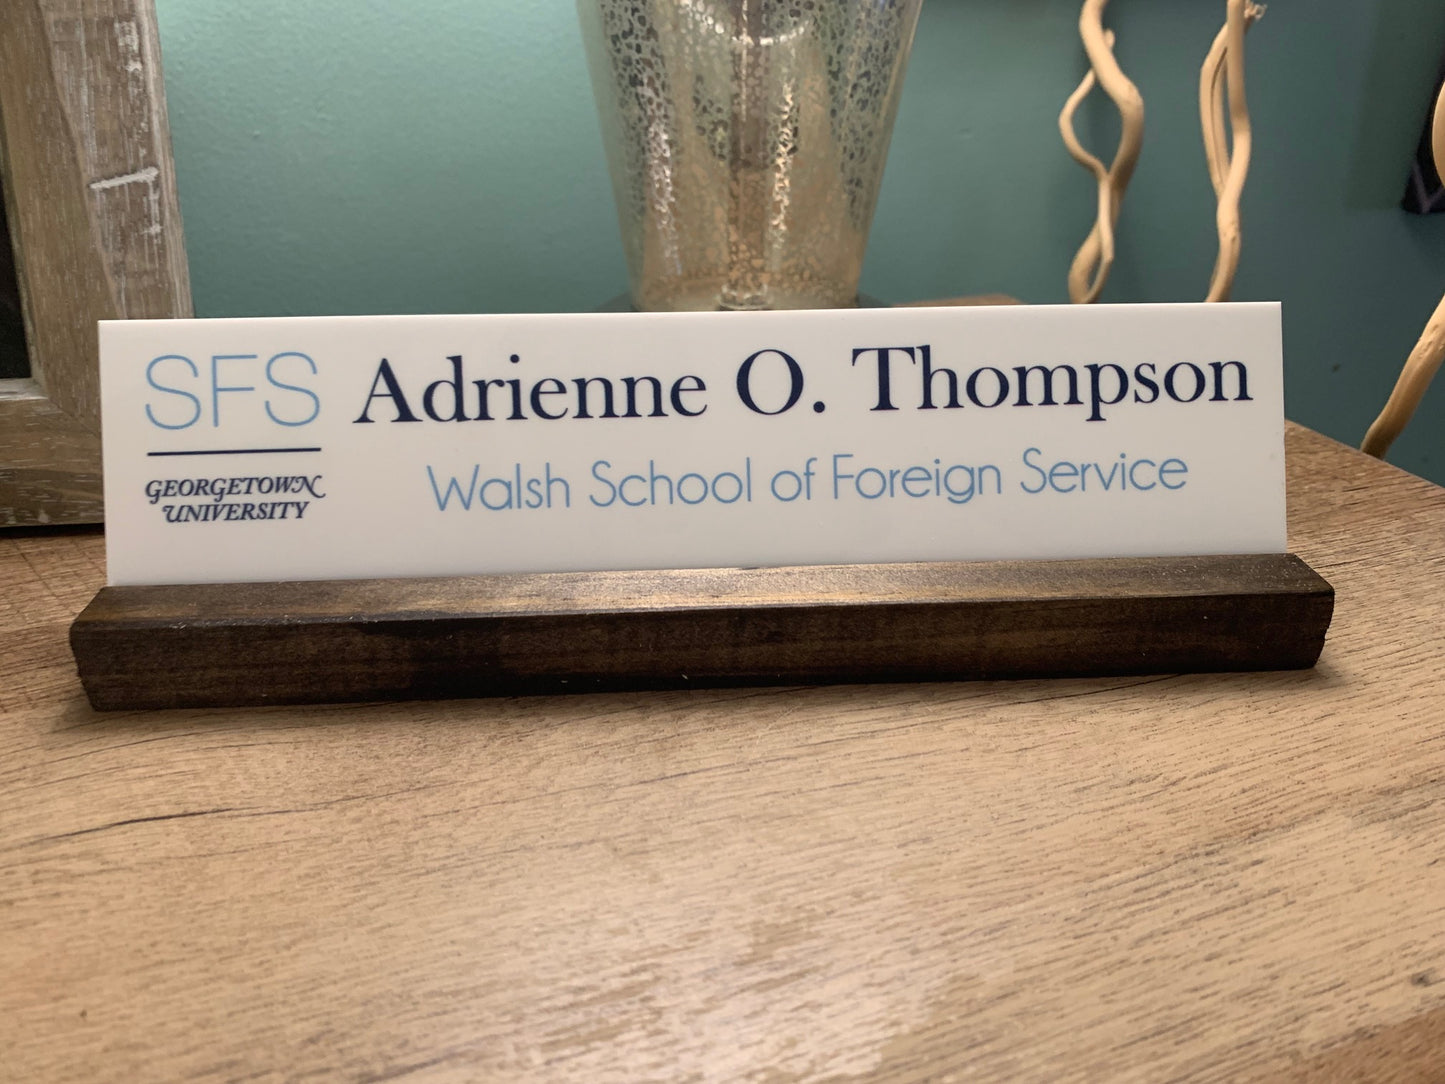 SFS
GEORGETOWN
UNIVERSITY
Adrienne O. Thompson
Walsh School of Foreign Service